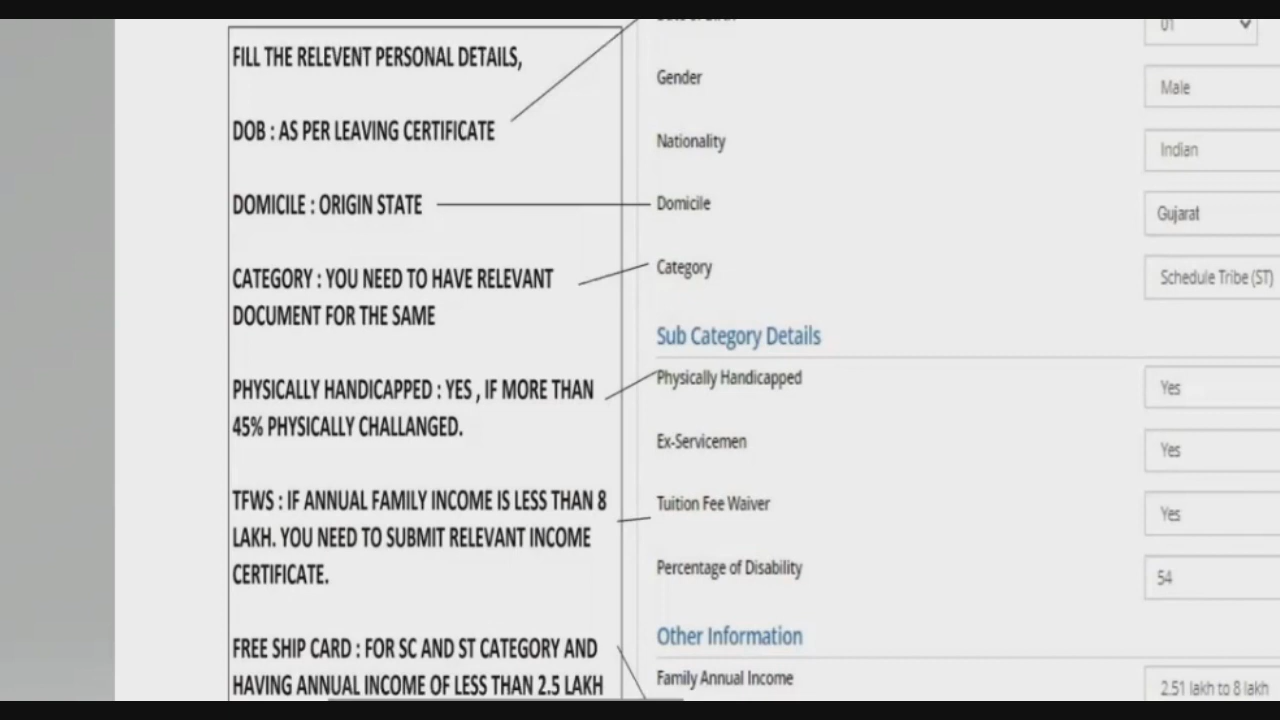 FILL THE RELEVENT PERSONAL DETAILS,
DOB : AS PER LEAVING CERTIFICATE
DOMICILE : ORIGIN STATE
CATEGORY : YOU NEED TO HAVE RELEVANT
DOCUMENT FOR THE SAME
PHYSICALLY HANDICAPPED : YES , IF MORE THAN
45% PHYSICALLY CHALLANGED.
TFWS : IF ANNUAL FAMILY INCOME IS LESS THAN 8
LAKH. YOU NEED TO SUBMIT RELEVANT INCOME
CERTIFICATE.
FREE SHIP CARD : FOR SC AND ST CATEGORY AND
HAVING ANNUAL INCOME OF LESS THAN 2.5 LAKH
01
Gender Male
Nationality Indian
Domicile Gujarat
Category Schedule Tribe (ST)
Sub Category Details
Physically Handicapped Yes
Ex-Servicemen Yes
Tuition Fee Waiver Yes
Percentage of Disability 54
Other Information
Family Annual Income 2.51 lakh to 8 lakh